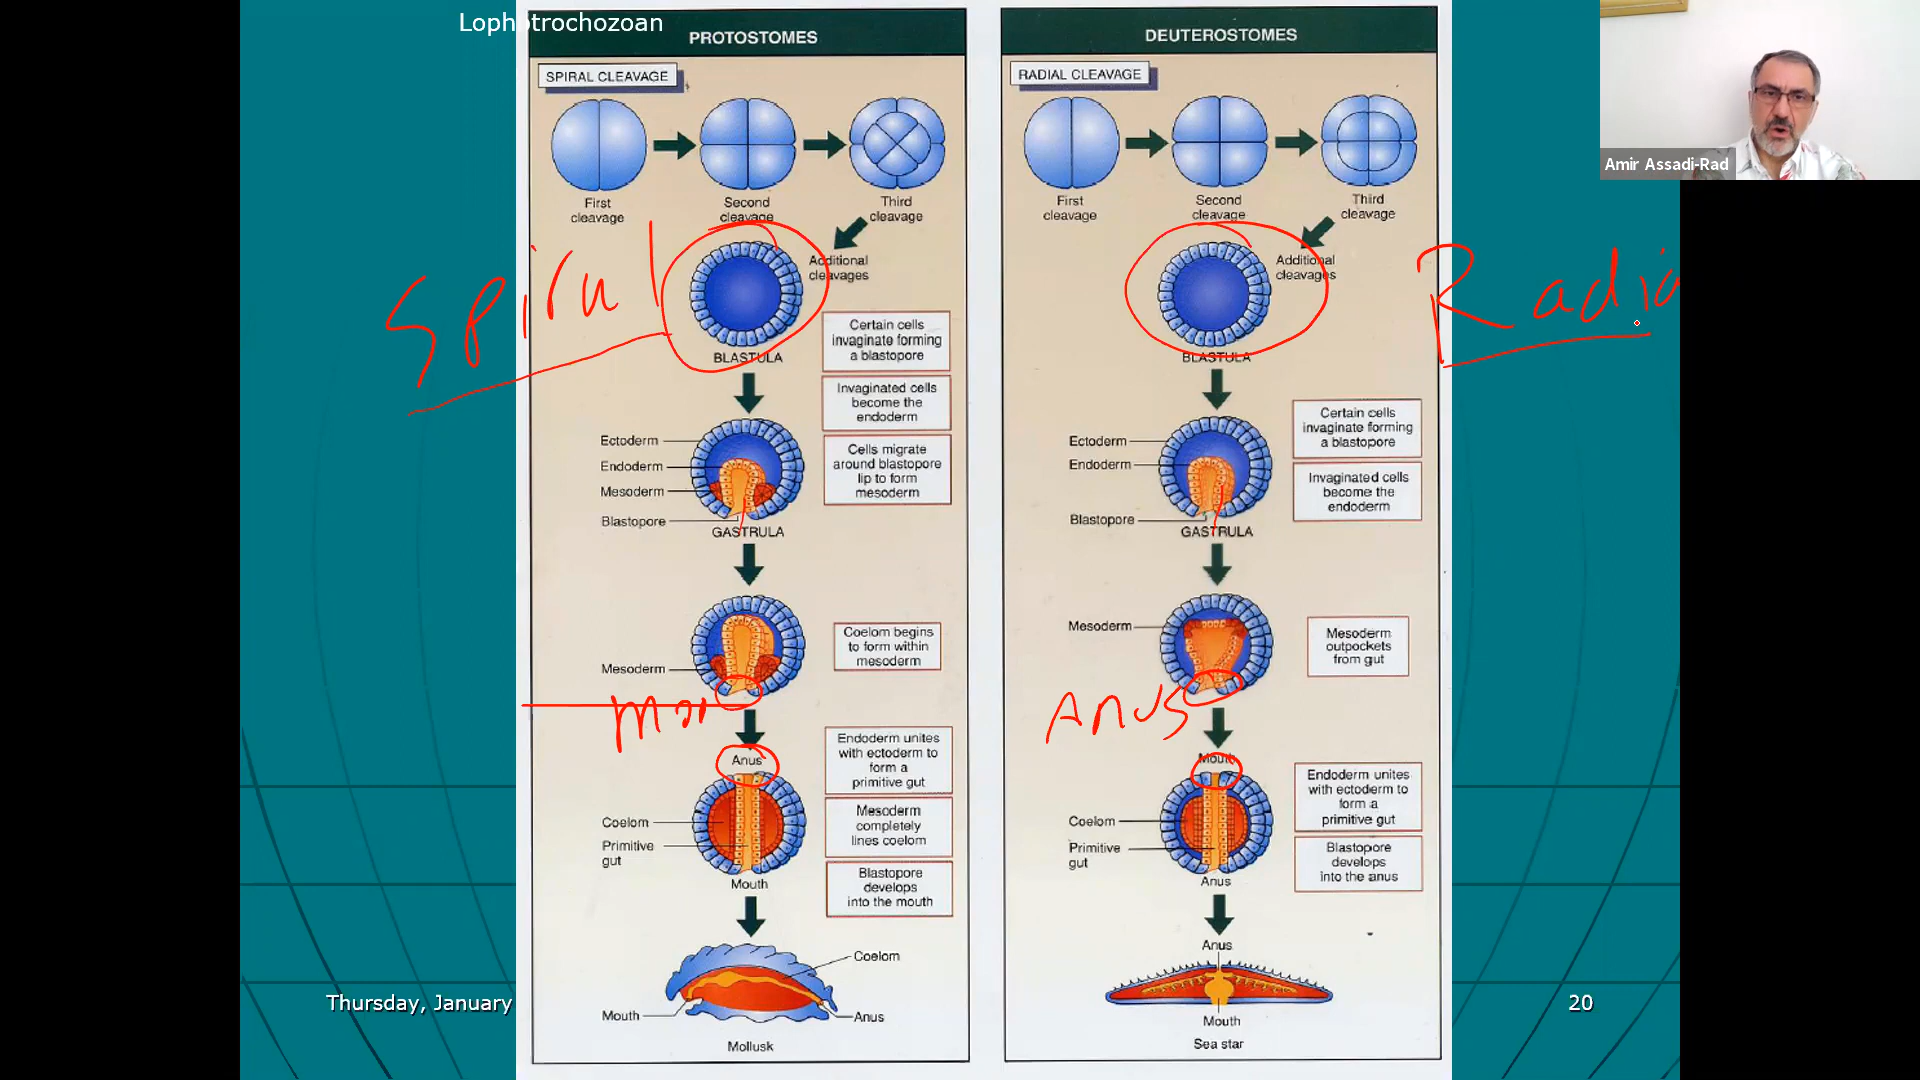 Lophotrochozoan
PROTOSTOMES
SPIRAL CLEAVAGE
First
cleavage
Second
cleavage
Third
cleavage
Additional
cleavages
Spiral
BLASTULA
Certain cells
invaginate forming
a blastopore
Invaginated cells
become the
endoderm
Cells migrate
around blastopore
lip to form
mesoderm
Ectoderm
Endoderm
Mesoderm
Blastopore
GASTRULA
Coelom begins
to form within
mesoderm
Mesoderm
Endoderm unites
with ectoderm to
form a
primitive gut
Anus
Mesoderm
completely
lines coelom
Coelom
Primitive
gut
Mouth
Blastopore
develops
into the mouth
Coelom
Mouth
Anus
Mollusk
DEUTEROSTOMES
RADIAL CLEAVAGE
First
cleavage
Second
cleavage
Third
cleavage
Additional
cleavages
Radia
BLASTULA
Certain cells
invaginate forming
a blastopore
Invaginated cells
become the
endoderm
Ectoderm
Endoderm
Blastopore
GASTRULA
Mesoderm
Mesoderm
outpockets
from gut
Anus
Mouth
Endoderm unites
with ectoderm to
form a
primitive gut
Coelom
Primitive
gut
Anus
Blastopore
develops
into the anus
Anus
Mouth
Sea star
Amir Assadi-Rad
Thursday, January
20